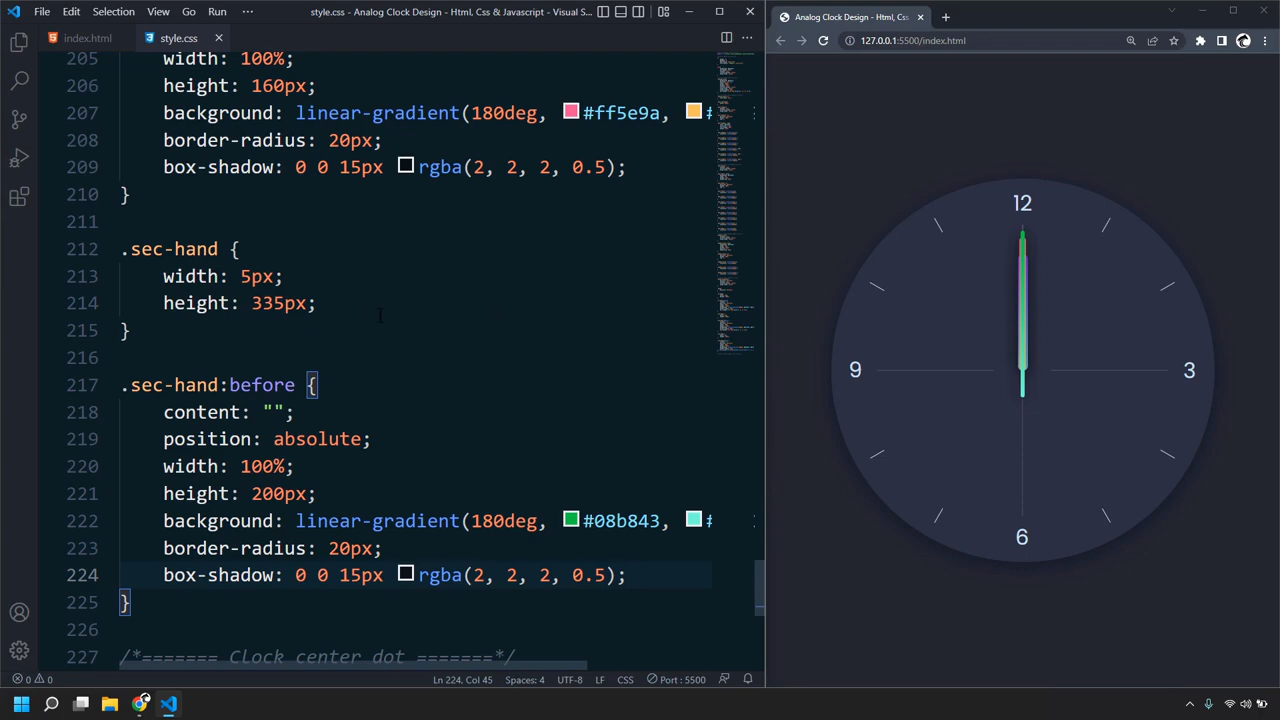 File Edit Selection View Go Run ··· style.css - Analog Clock Design - Html, Css & Javascript - Visual S...
index.html style.css
205 width: 100%;
206 height: 160px;
207 background: linear-gradient(180deg, #ff5e9a, #
208 border-radius: 20px;
209 box-shadow: 0 0 15px rgba(2, 2, 2, 0.5);
210 }
211
212 .sec-hand {
213 width: 5px;
214 height: 335px;
215 }
216
217 .sec-hand:before {
218 content: "";
219 position: absolute;
220 width: 100%;
221 height: 200px;
222 background: linear-gradient(180deg, #08b843, #
223 border-radius: 20px;
224 box-shadow: 0 0 15px rgba(2, 2, 2, 0.5);
225 }
226
227 /*======= Clock center dot =======*/
0 0 Ln 224, Col 45 Spaces: 4 UTF-8 LF CSS Port : 5500
Analog Clock Design - Html, Css
127.0.0.1:5500/index.html
12
9 3
6